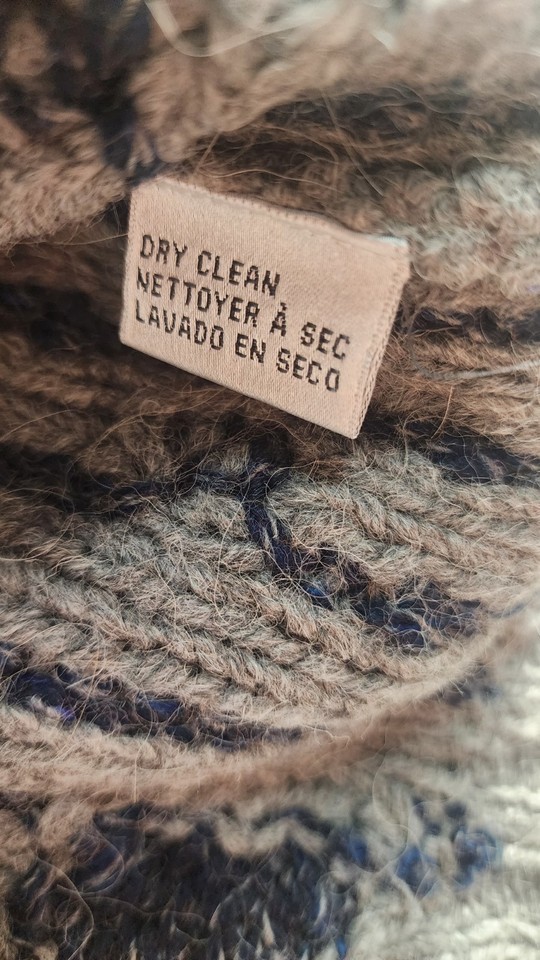 DRY CLEAN
NETTOYER À SEC
LAVADO EN SECO